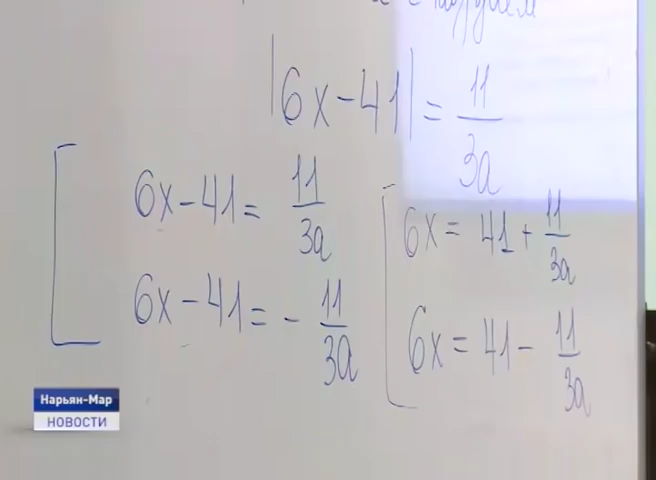 |6x-41| = 11/3a
6x-41 = 11/3a
6x-41 = - 11/3a
6x = 41 + 11/3a
6x = 41 - 11/3a
Нарьян-Мар
НОВОСТИ